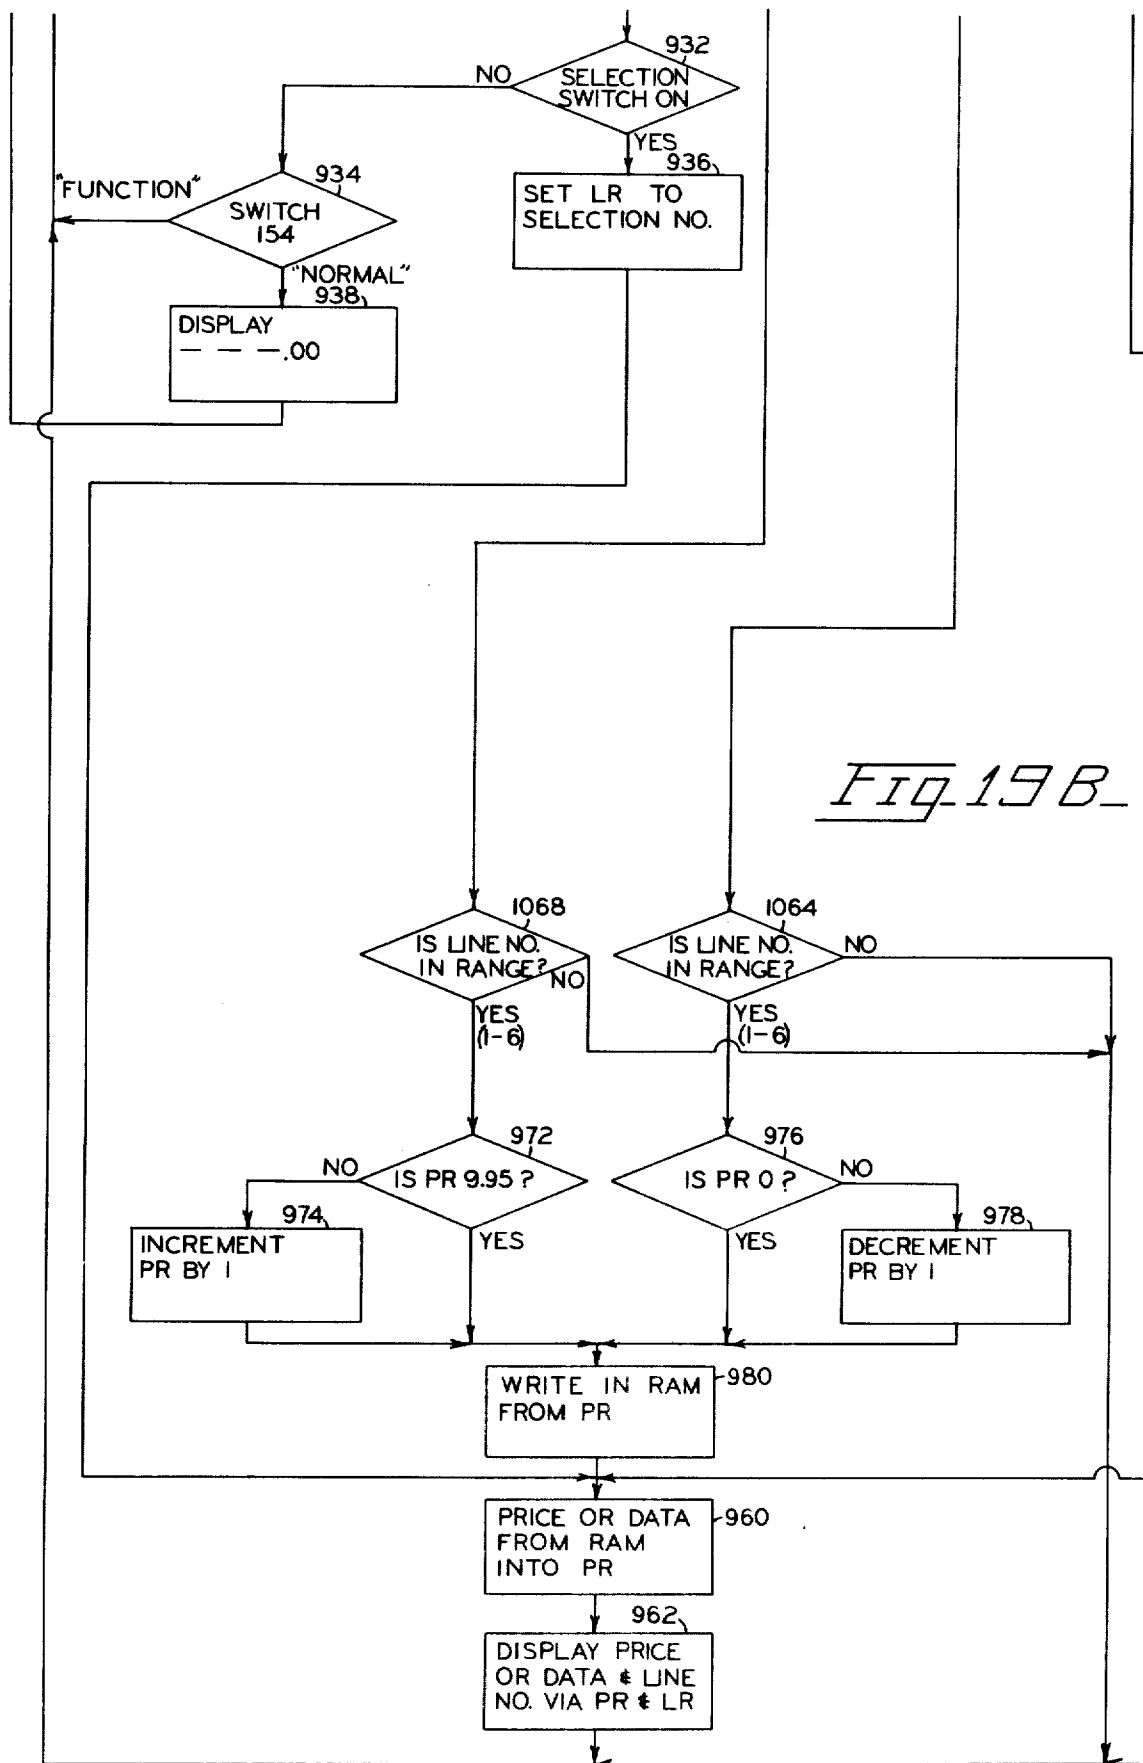 932
NO
SELECTION
SWITCH ON
YES
936
SET LR TO
SELECTION NO.
"FUNCTION"
934
SWITCH
154
"NORMAL"
938
DISPLAY
— — —.00
Fig. 19B
1068
IS LINE NO.
IN RANGE?
NO
YES
(1-6)
1064
IS LINE NO.
IN RANGE?
NO
YES
(1-6)
972
NO
IS PR 9.95 ?
YES
976
IS PR 0 ?
NO
YES
974
INCREMENT
PR BY 1
978
DECREMENT
PR BY 1
WRITE IN RAM
FROM PR
980
PRICE OR DATA
FROM RAM
INTO PR
960
962
DISPLAY PRICE
OR DATA & LINE
NO. VIA PR & LR